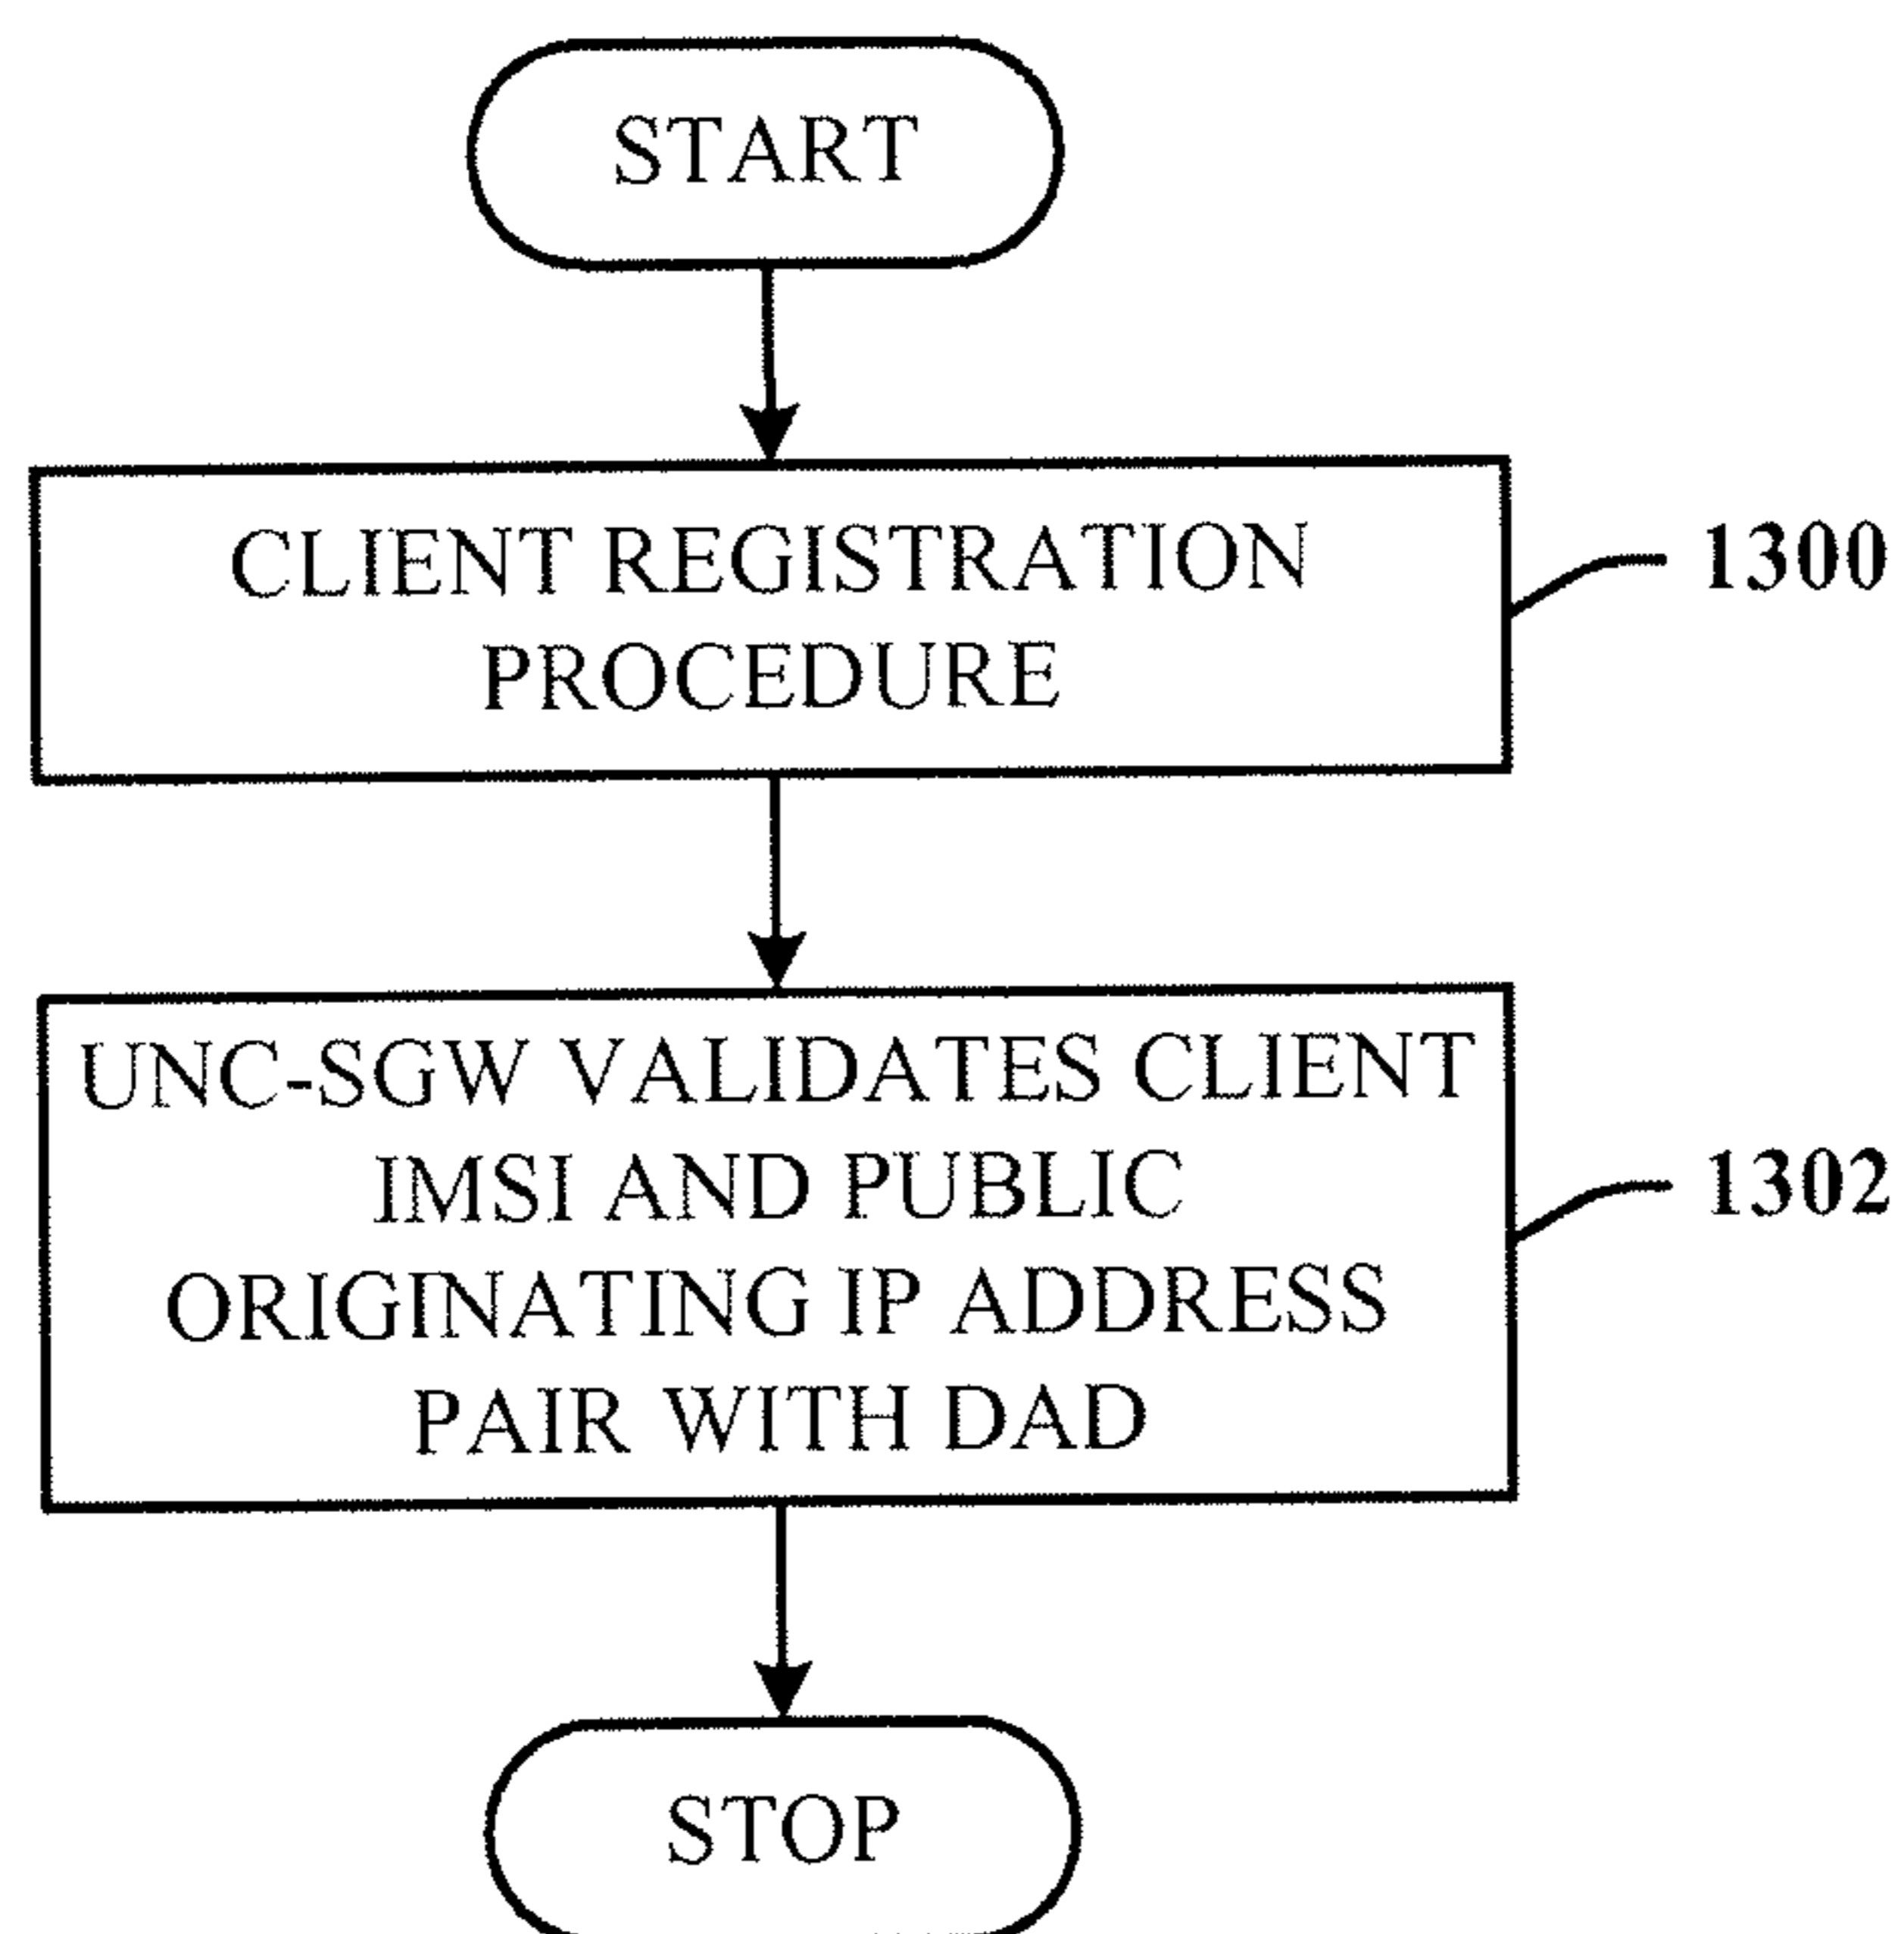 START
CLIENT REGISTRATION
PROCEDURE
1300
UNC-SGW VALIDATES CLIENT
IMSI AND PUBLIC
ORIGINATING IP ADDRESS
PAIR WITH DAD
1302
STOP